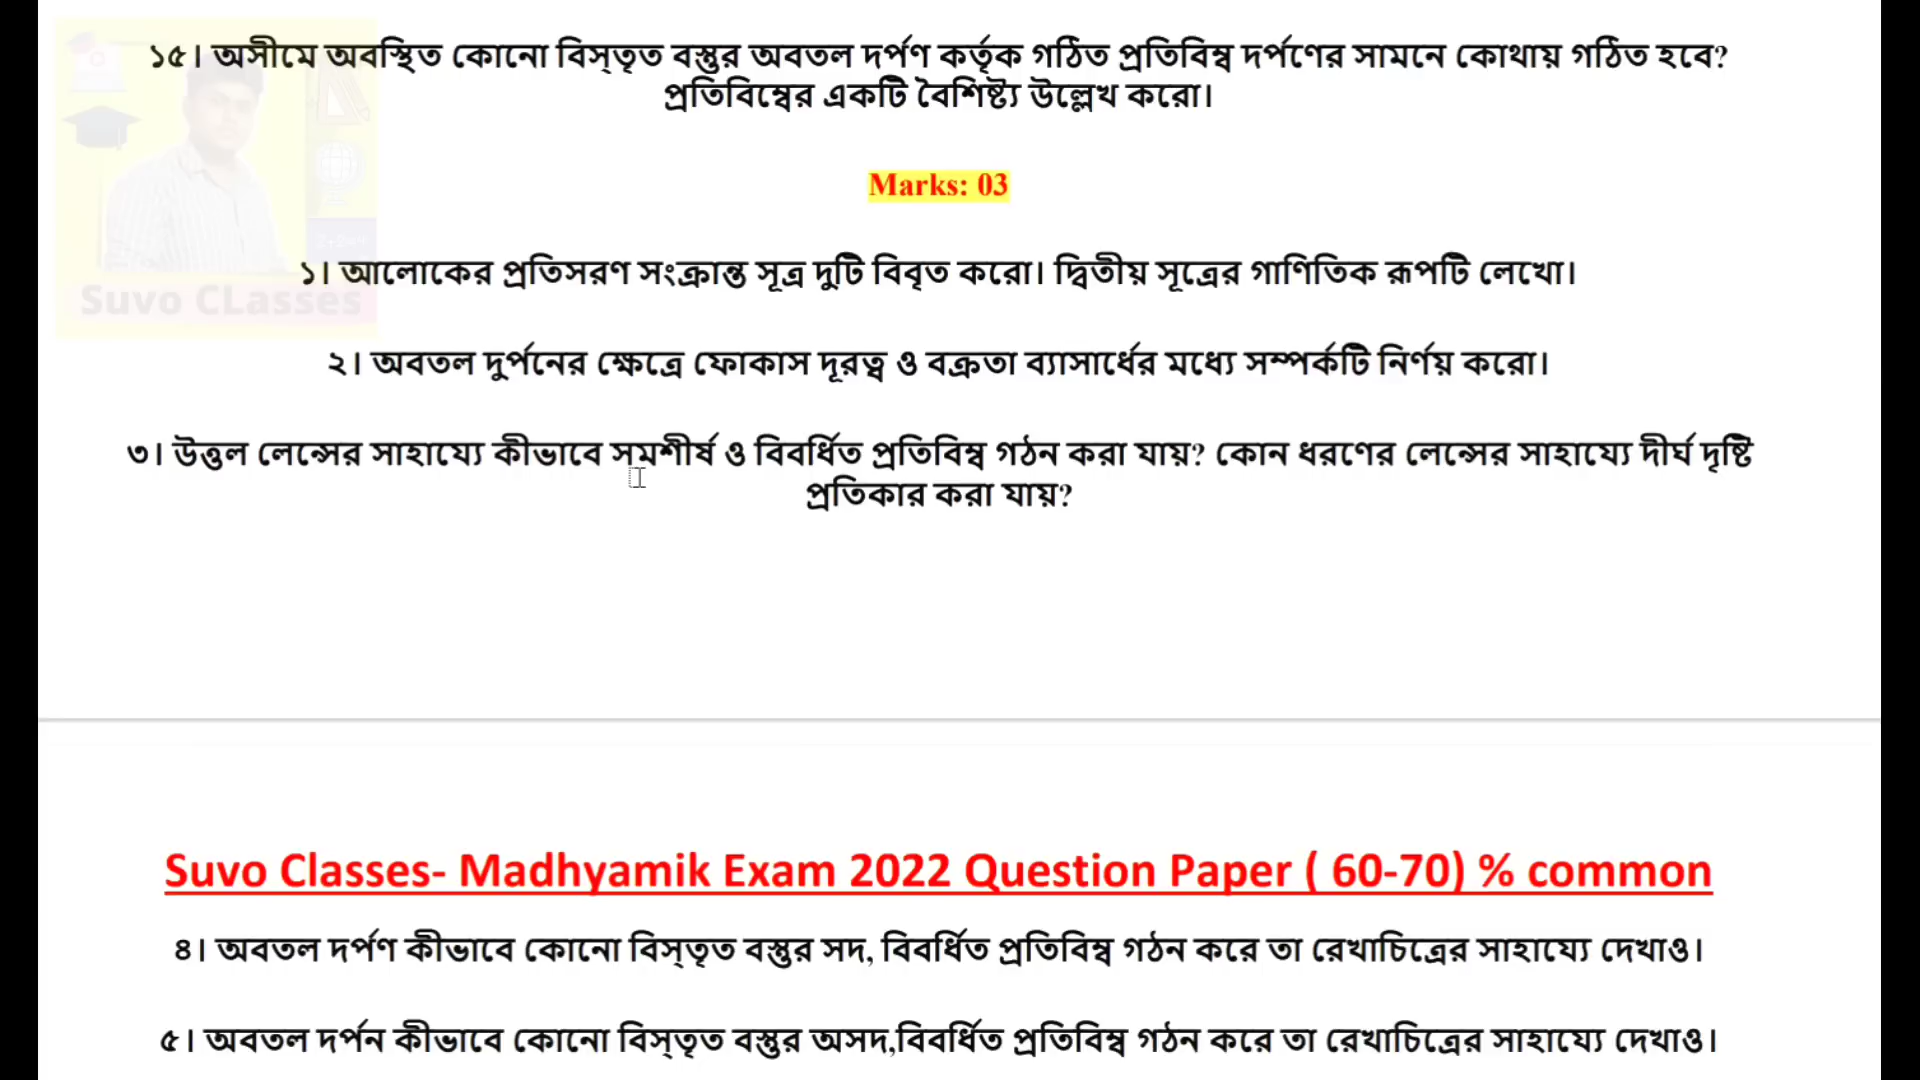 ১৫। অসীমে অবস্থিত কোনো বিস্তৃত বস্তুর অবতল দর্পণ কর্তৃক গঠিত প্রতিবিম্ব দর্পণের সামনে কোথায় গঠিত হবে?
প্রতিবিম্বের একটি বৈশিষ্ট্য উল্লেখ করো।
Marks: 03
১। আলোকের প্রতিসরণ সংক্রান্ত সূত্র দুটি বিবৃত করো। দ্বিতীয় সূত্রের গাণিতিক রূপটি লেখো।
Suvo CLasses
২। অবতল দুর্পনের ক্ষেত্রে ফোকাস দূরত্ব ও বক্রতা ব্যাসার্ধের মধ্যে সম্পর্কটি নির্ণয় করো।
৩। উত্তল লেন্সের সাহায্যে কীভাবে সমশীর্ষ ও বিবর্ধিত প্রতিবিম্ব গঠন করা যায়? কোন ধরণের লেন্সের সাহায্যে দীর্ঘ দৃষ্টি
প্রতিকার করা যায়?
Suvo Classes- Madhyamik Exam 2022 Question Paper ( 60-70) % common
৪। অবতল দর্পণ কীভাবে কোনো বিস্তৃত বস্তুর সদ, বিবর্ধিত প্রতিবিম্ব গঠন করে তা রেখাচিত্রের সাহায্যে দেখাও।
৫। অবতল দর্পন কীভাবে কোনো বিস্তৃত বস্তুর অসদ,বিবর্ধিত প্রতিবিম্ব গঠন করে তা রেখাচিত্রের সাহায্যে দেখাও।